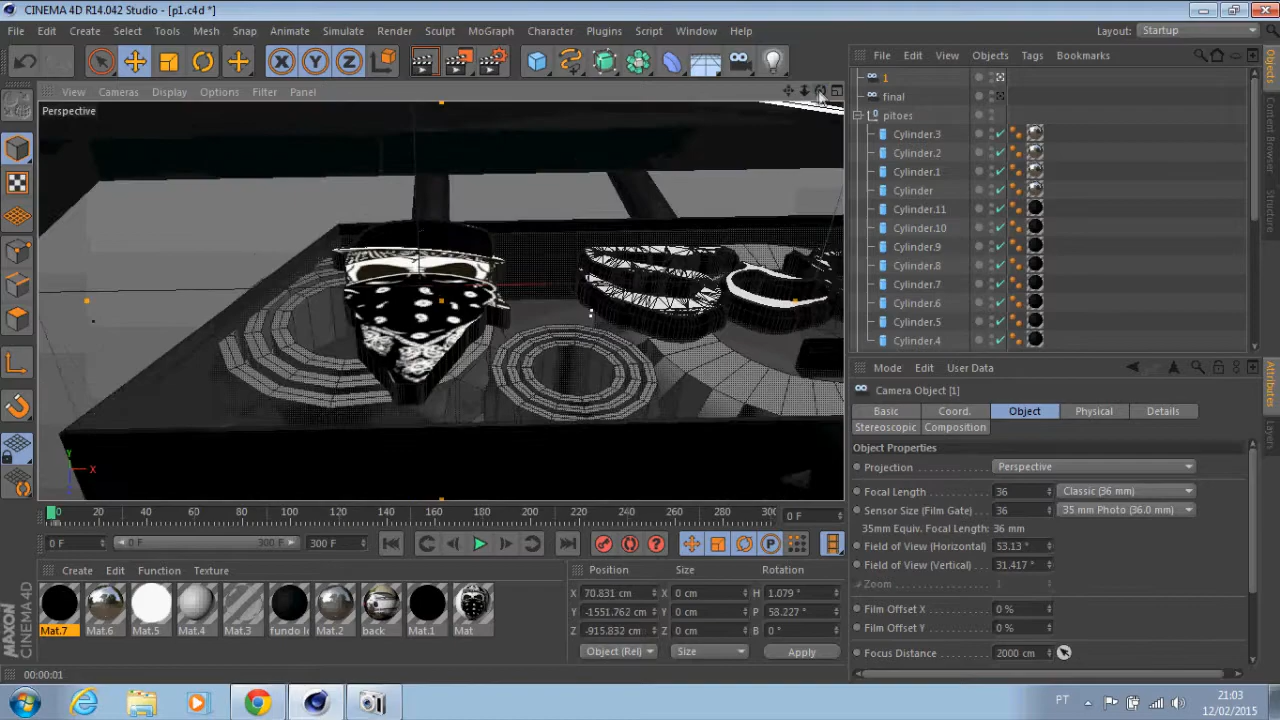 CINEMA 4D R14.042 Studio - [p1.c4d *]
File Edit Create Select Tools Mesh Snap Animate Simulate Render Sculpt MoGraph Character Plugins Script Window Help
Layout: Startup
X Y Z
File Edit View Objects Tags Bookmarks
View Cameras Display Options Filter Panel
Perspective
1
final
pitoes
Cylinder.3
Cylinder.2
Cylinder.1
Cylinder
Cylinder.11
Cylinder.10
Cylinder.9
Cylinder.8
Cylinder.7
Cylinder.6
Cylinder.5
Cylinder.4
Objects
Content Browser
Structure
Mode Edit User Data
Camera Object [1]
Basic Coord. Object Physical Details
Stereoscopic Composition
Object Properties
Projection Perspective
Focal Length 36 Classic (36 mm)
Sensor Size (Film Gate) 36 35 mm Photo (36.0 mm)
35mm Equiv. Focal Length: 36 mm
Field of View (Horizontal) 53.13 °
Field of View (Vertical) 31.417 °
Zoom 1
Film Offset X 0 %
Film Offset Y 0 %
Focus Distance 2000 cm
Attributes
Layers
Y
X
0 20 40 60 80 100 120 140 160 180 200 220 240 260 280 30 0 F
0 F 0 F 300 F 300 F
P
Create Edit Function Texture
Mat.7 Mat.6 Mat.5 Mat.4 Mat.3 fundo l Mat.2 back Mat.1 Mat
Position Size Rotation
X 70.831 cm X 0 cm H 1.079 °
Y -1551.762 cm Y 0 cm P 58.227 °
Z -915.832 cm Z 0 cm B 0 °
Object (Rel) Size Apply
MAXON CINEMA 4D
00:00:01
PT
21:03
12/02/2015